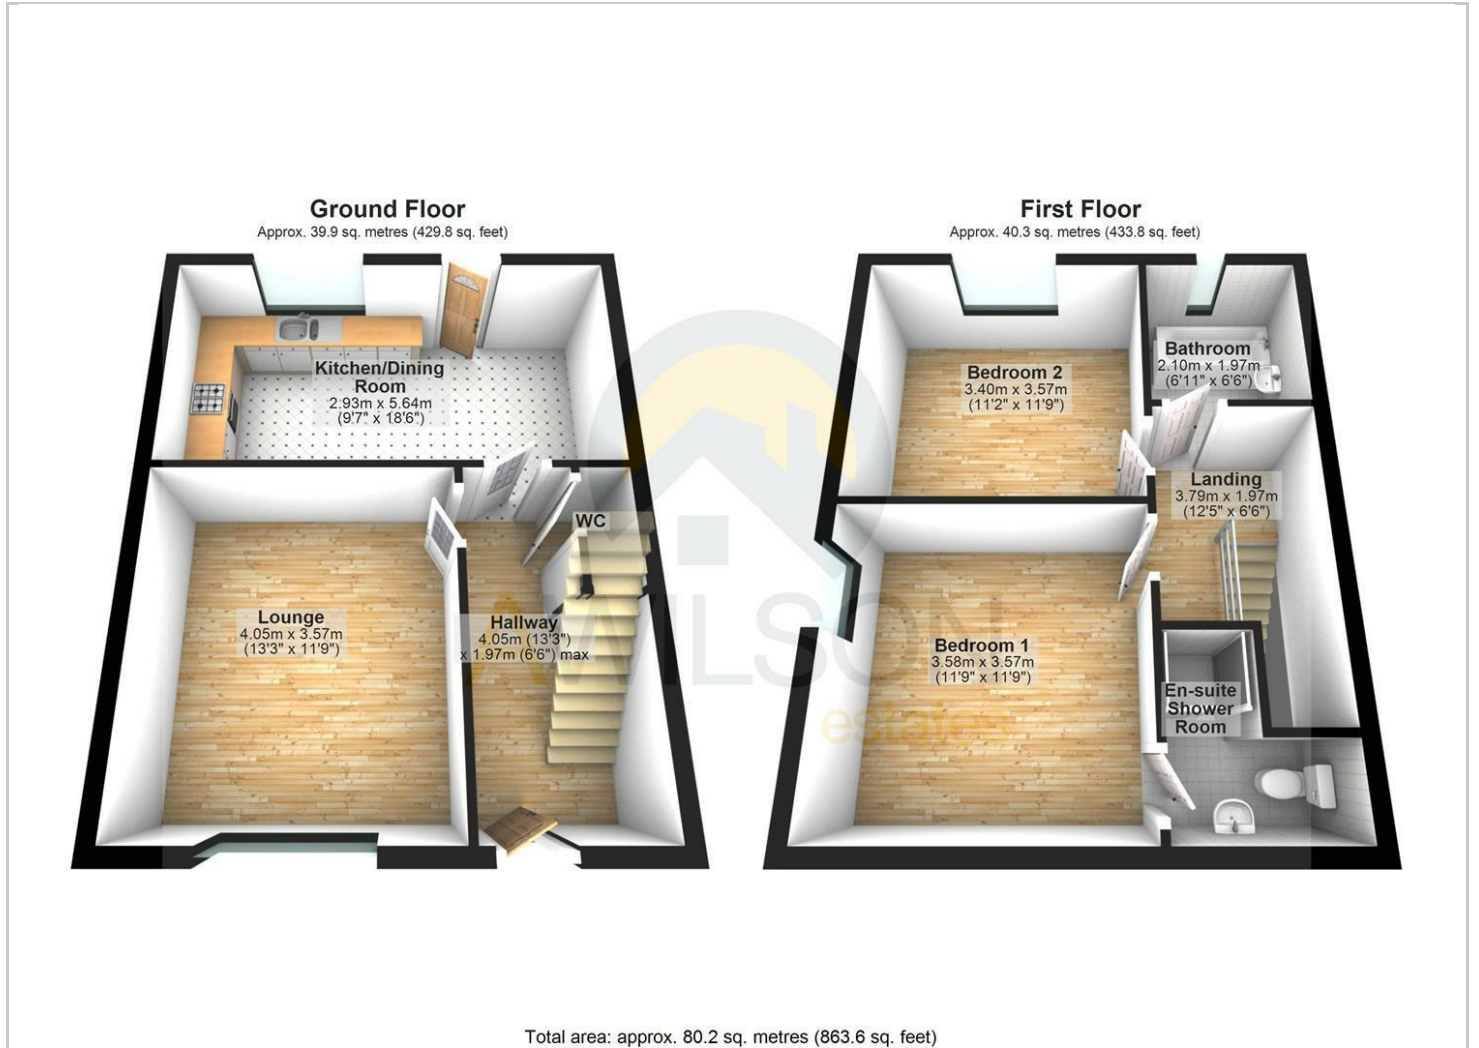 Ground Floor
Approx. 39.9 sq. metres (429.8 sq. feet)
Kitchen/Dining
Room
2.93m x 5.64m
(9'7" x 18'6")
WC
Lounge
4.05m x 3.57m
(13'3" x 11'9")
Hallway
4.05m (13'3")
x 1.97m (6'6") max
First Floor
Approx. 40.3 sq. metres (433.8 sq. feet)
Bedroom 2
3.40m x 3.57m
(11'2" x 11'9")
Bathroom
2.10m x 1.97m
(6'11" x 6'6")
Landing
3.79m x 1.97m
(12'5" x 6'6")
Bedroom 1
3.58m x 3.57m
(11'9" x 11'9")
En-suite
Shower
Room
AWILSON
estates
Total area: approx. 80.2 sq. metres (863.6 sq. feet)